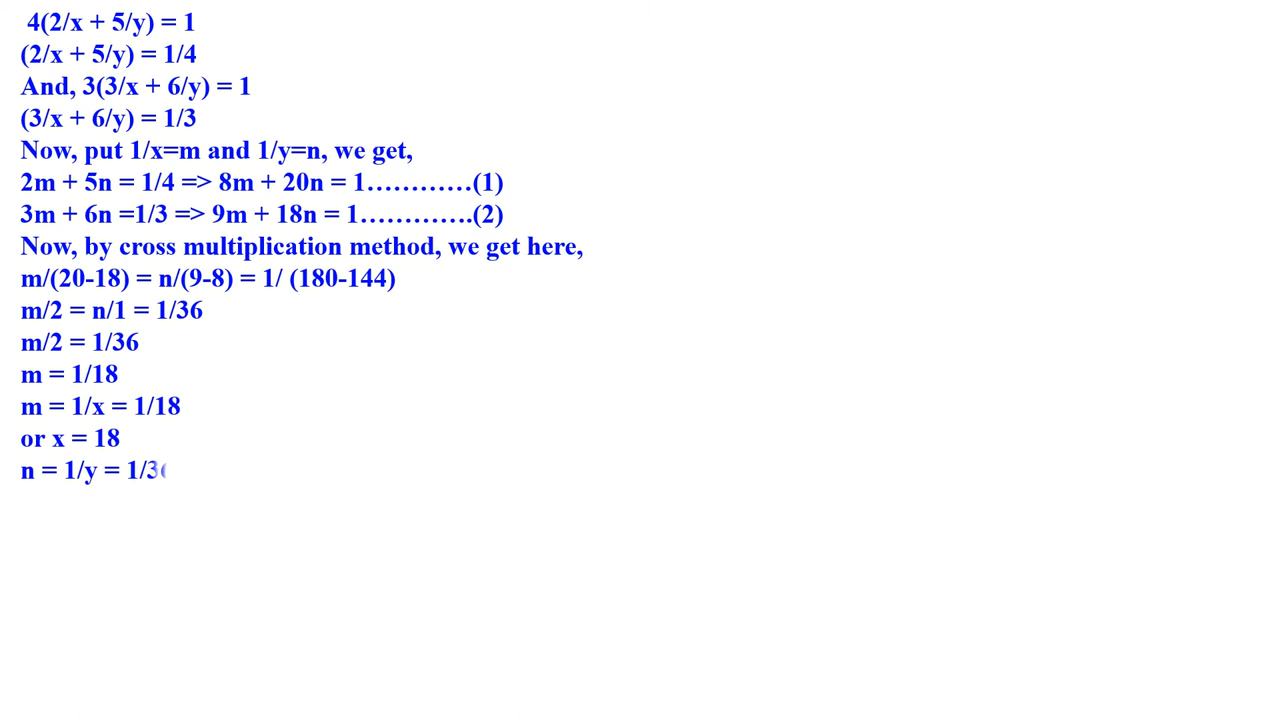 4(2/x + 5/y) = 1
(2/x + 5/y) = 1/4
And, 3(3/x + 6/y) = 1
(3/x + 6/y) = 1/3
Now, put 1/x=m and 1/y=n, we get,
2m + 5n = 1/4 => 8m + 20n = 1…………(1)
3m + 6n =1/3 => 9m + 18n = 1………….(2)
Now, by cross multiplication method, we get here,
m/(20-18) = n/(9-8) = 1/ (180-144)
m/2 = n/1 = 1/36
m/2 = 1/36
m = 1/18
m = 1/x = 1/18
or x = 18
n = 1/y =